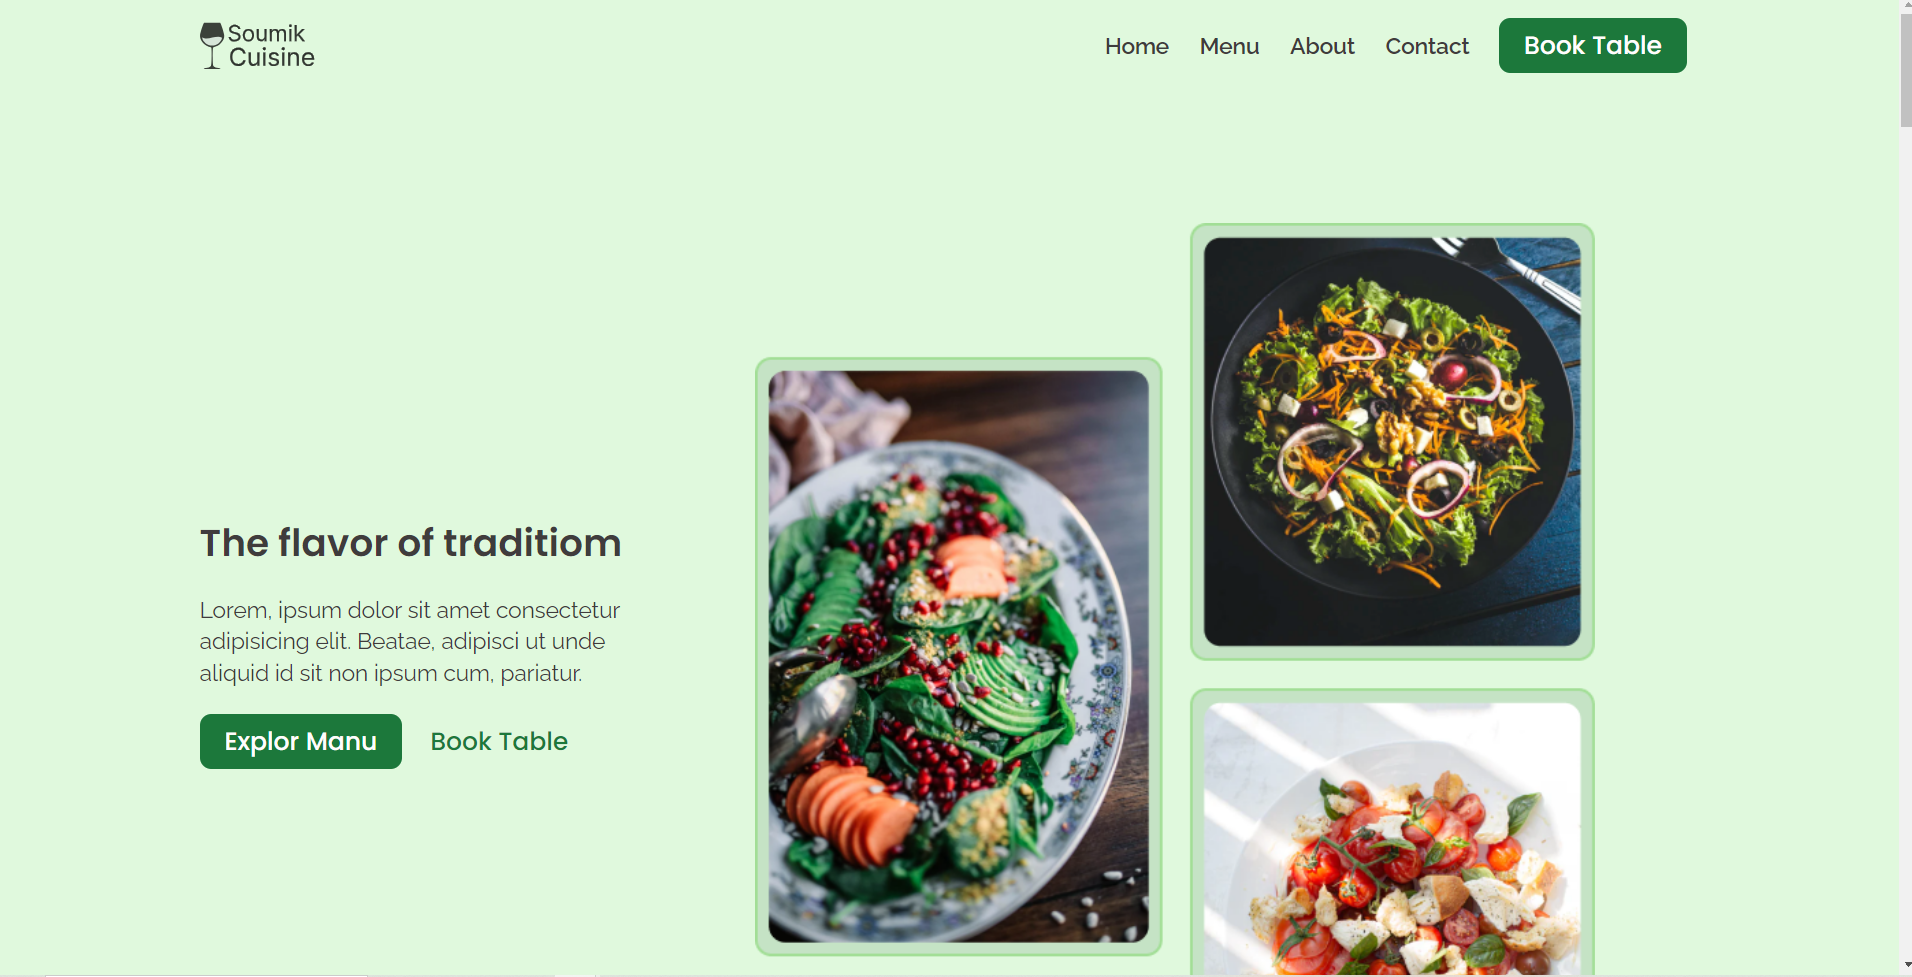 Soumik
Cuisine
Home Menu About Contact Book Table
The flavor of traditiom
Lorem, ipsum dolor sit amet consectetur
adipisicing elit. Beatae, adipisci ut unde
aliquid id sit non ipsum cum, pariatur.
Explor Manu Book Table